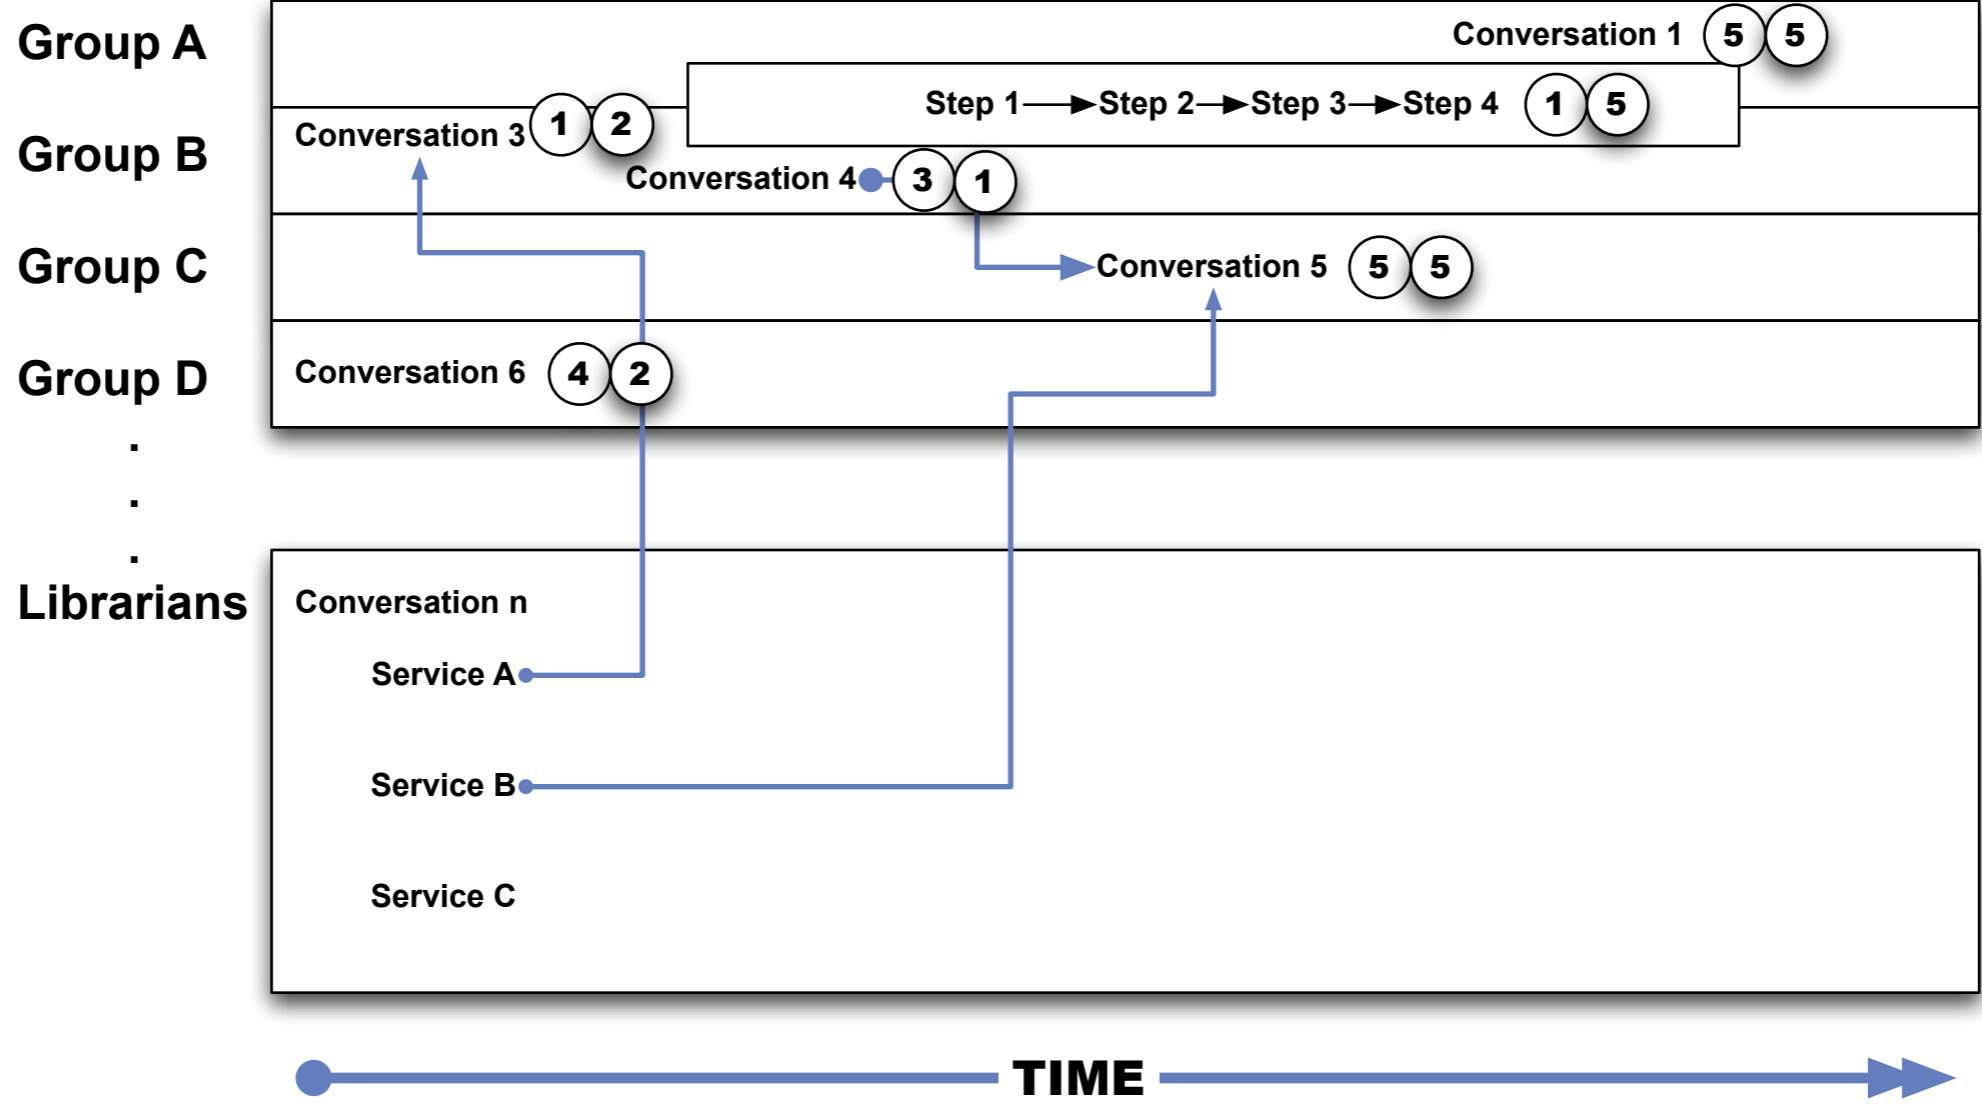 Group A
Conversation 1 5 5
Step 1 Step 2 Step 3 Step 4 1 5
Group B
Conversation 3 1 2
Conversation 4 3 1
Group C
Conversation 5 5 5
Group D
Conversation 6 4 2
.
.
.
Librarians
Conversation n
Service A
Service B
Service C
TIME